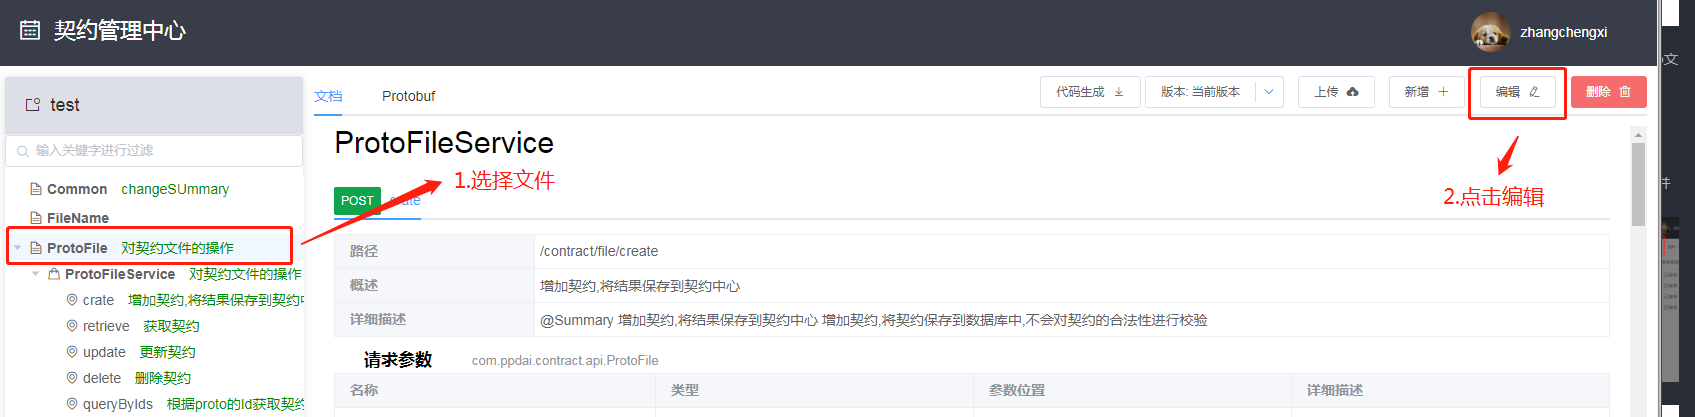 契约管理中心
zhangchengxi
test
文档
Protobuf
代码生成
版本: 当前版本
上传
新增
编辑
删除
输入关键字进行过滤
ProtoFileService
Common changeSUmmary
1.选择文件
2.点击编辑
POST crate
FileName
ProtoFile 对契约文件的操作
路径 /contract/file/create
ProtoFileService 对契约文件的操作
概述 增加契约,将结果保存到契约中心
crate 增加契约,将结果保存到契约中
详细描述 @Summary 增加契约,将结果保存到契约中心 增加契约,将契约保存到数据库中,不会对契约的合法性进行校验
retrieve 获取契约
update 更新契约
请求参数 com.ppdai.contract.api.ProtoFile
delete 删除契约
名称 类型 参数位置 详细描述
queryByIds 根据proto的Id获取契约
文
件